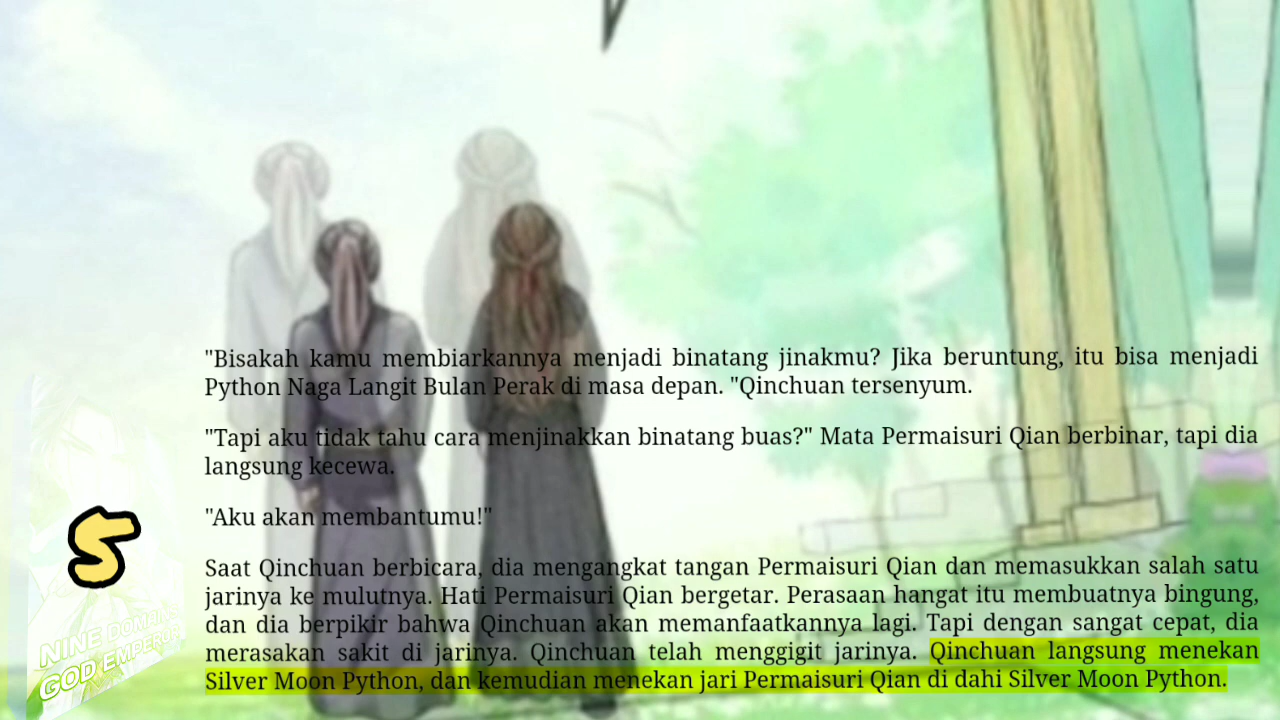 "Bisakah kamu membiarkannya menjadi binatang jinakmu? Jika beruntung, itu bisa menjadi
Python Naga Langit Bulan Perak di masa depan. "Qinchuan tersenyum.
"Tapi aku tidak tahu cara menjinakkan binatang buas?" Mata Permaisuri Qian berbinar, tapi dia
langsung kecewa.
"Aku akan membantumu!"
Saat Qinchuan berbicara, dia mengangkat tangan Permaisuri Qian dan memasukkan salah satu
jarinya ke mulutnya. Hati Permaisuri Qian bergetar. Perasaan hangat itu membuatnya bingung,
dan dia berpikir bahwa Qinchuan akan memanfaatkannya lagi. Tapi dengan sangat cepat, dia
merasakan sakit di jarinya. Qinchuan telah menggigit jarinya. Qinchuan langsung menekan
Silver Moon Python, dan kemudian menekan jari Permaisuri Qian di dahi Silver Moon Python.
S
NINE DOMAINS
GOD EMPEROR